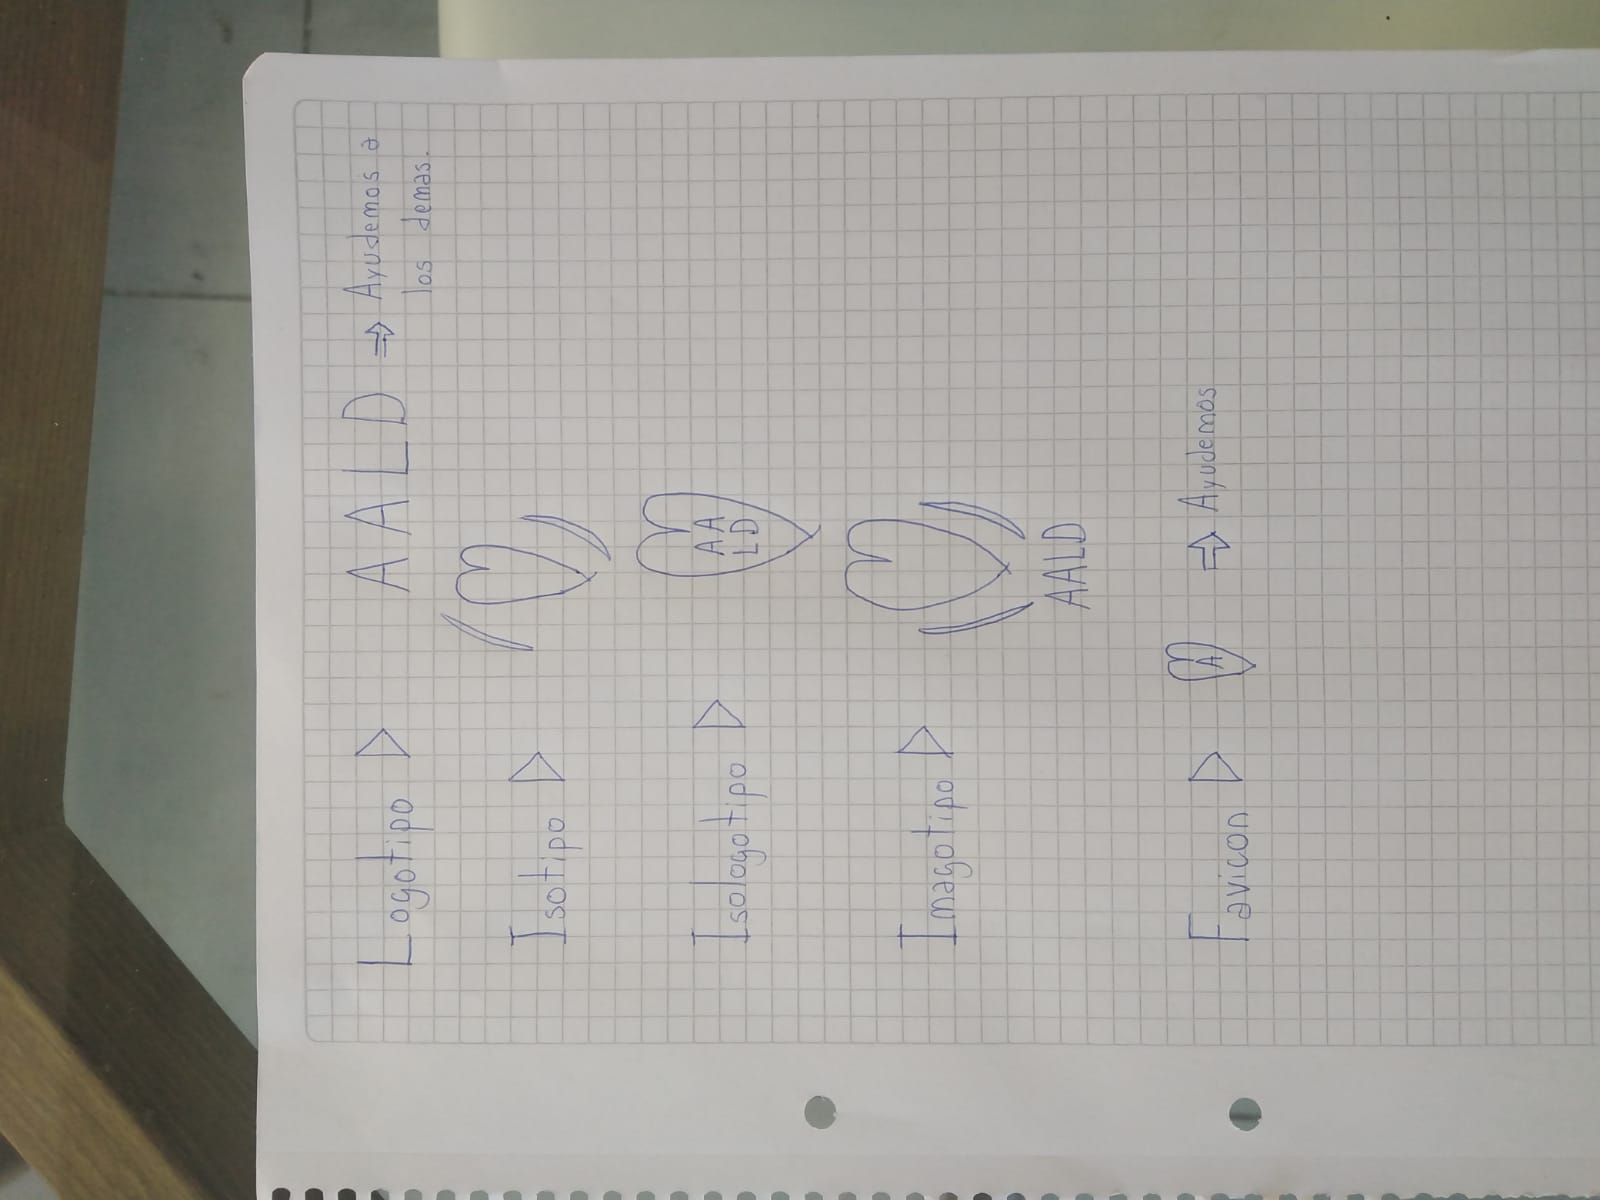 Logotipo AALD ⇒ Ayudemos a
los demas.
Isotipo
Isologotipo AA
LD
Imagotipo
AALD
Favicon A ⇒ Ayudemos